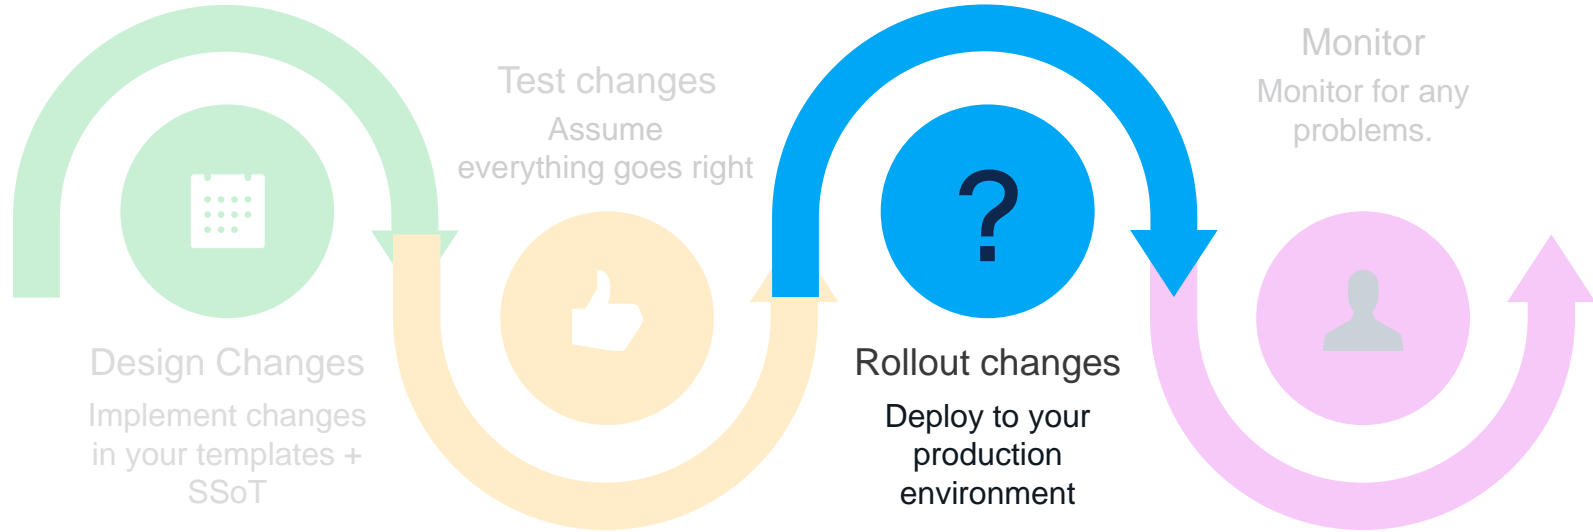 Design Changes
Implement changes
in your templates +
SSoT
Test changes
Assume
everything goes right
?
Rollout changes
Deploy to your
production
environment
Monitor
Monitor for any
problems.